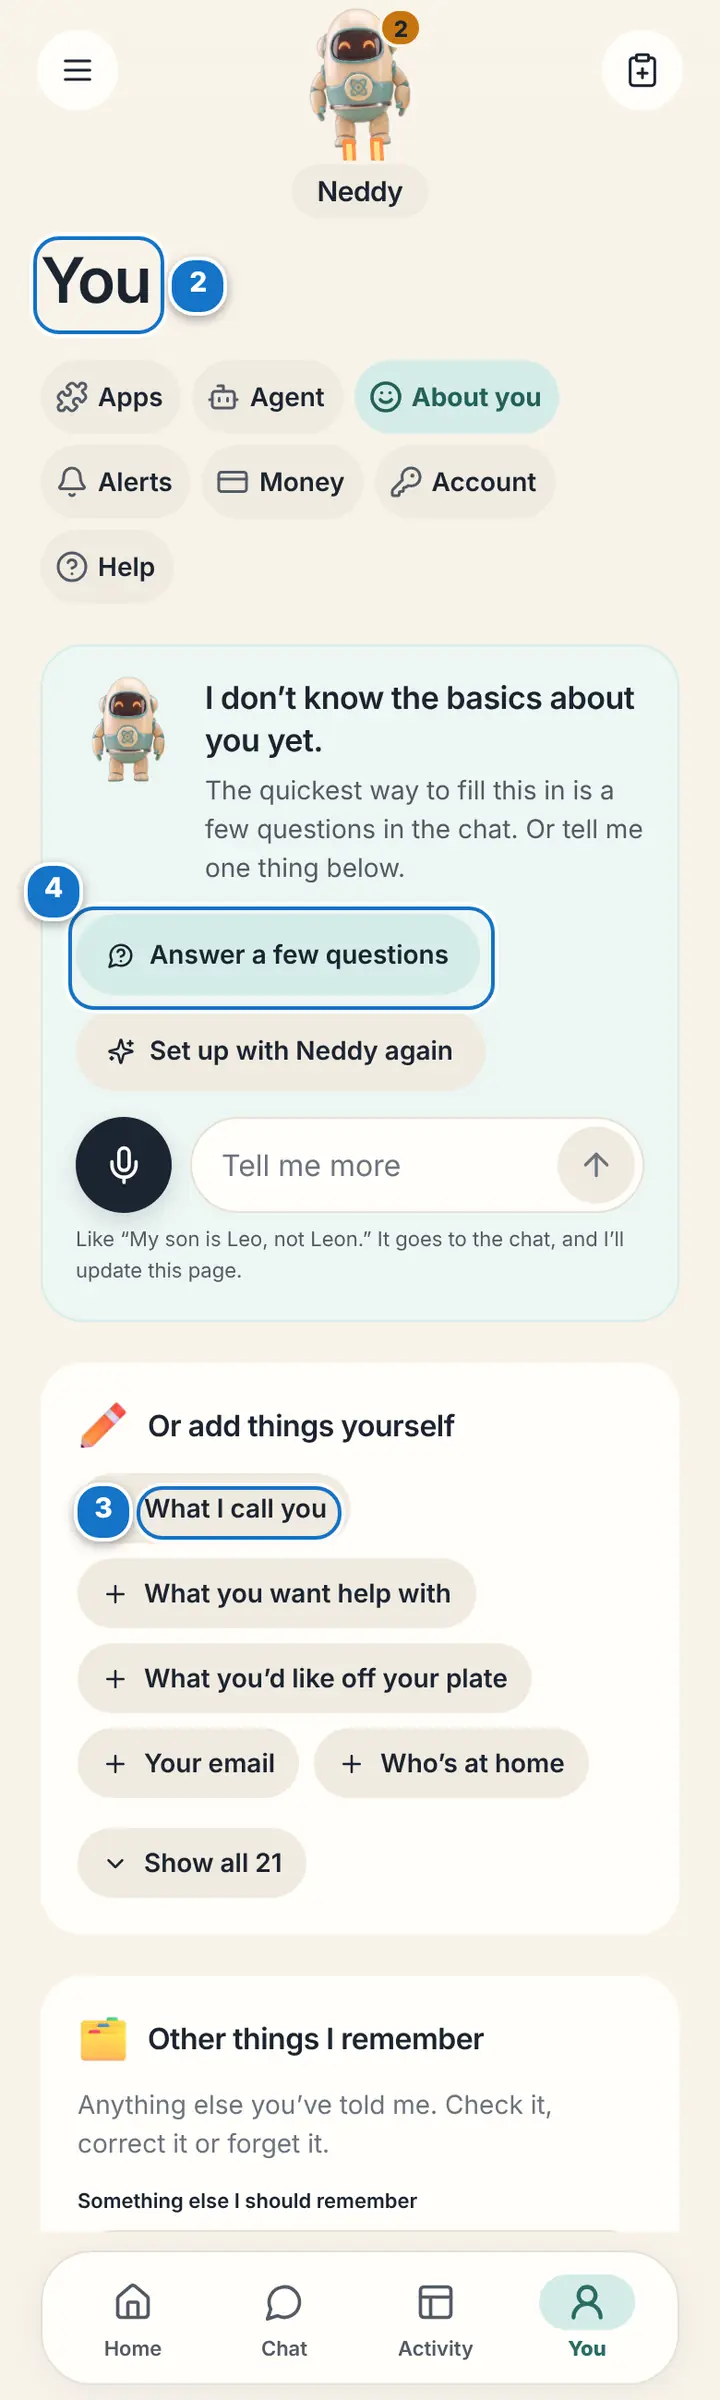 2
Neddy
You
2
Apps
Agent
About you
Alerts
Money
Account
Help
I don’t know the basics about
you yet.
The quickest way to fill this in is a
few questions in the chat. Or tell me
one thing below.
4
Answer a few questions
Set up with Neddy again
Tell me more
Like “My son is Leo, not Leon.” It goes to the chat, and I’ll
update this page.
Or add things yourself
3
What I call you
What you want help with
What you’d like off your plate
Your email
Who’s at home
Show all 21
Other things I remember
Anything else you’ve told me. Check it,
correct it or forget it.
Something else I should remember
Home
Chat
Activity
You